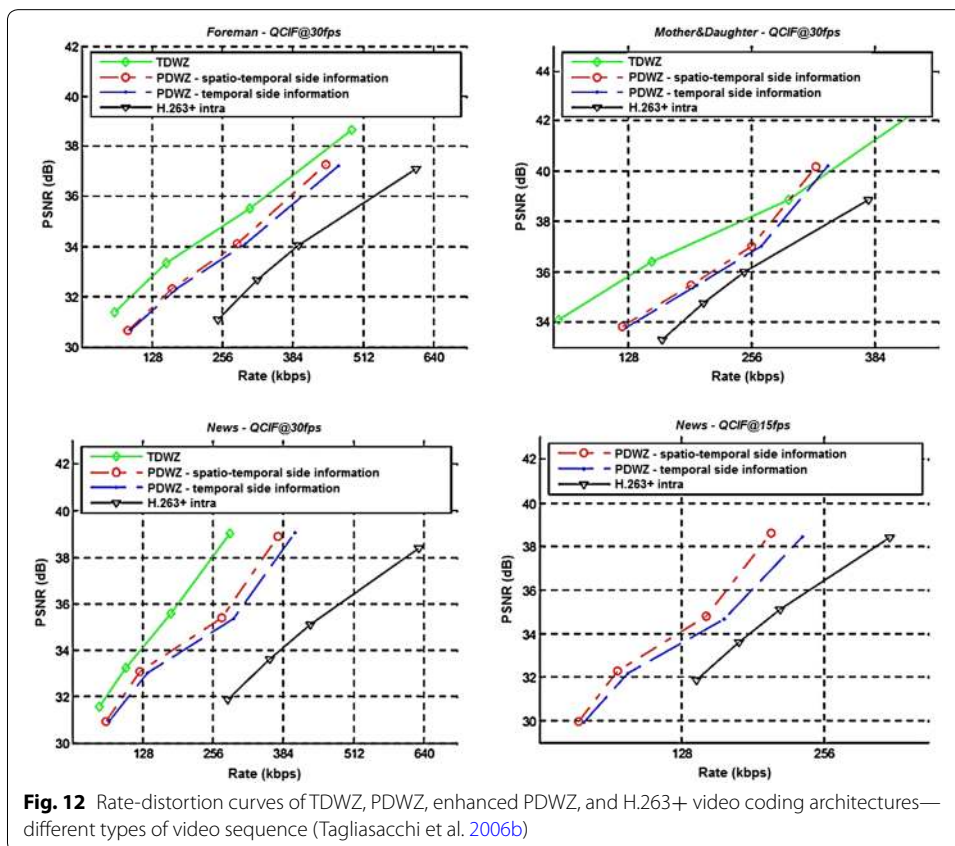 Foreman - QCIF@30fps
42
TDWZ
PDWZ - spatio-temporal side information
PDWZ - temporal side information
H.263+ intra
40
38
36
34
32
30
PSNR (dB)
128 256 384 512 640
Rate (kbps)
Mother&Daughter - QCIF@30fps
44
TDWZ
PDWZ - spatio-temporal side information
PDWZ - temporal side information
H.263+ intra
42
40
38
36
34
PSNR (dB)
128 256 384
Rate (kbps)
News - QCIF@30fps
42
TDWZ
PDWZ - spatio-temporal side information
PDWZ - temporal side information
H.263+ intra
40
38
36
34
32
30
PSNR (dB)
128 256 384 512 640
Rate (kbps)
News - QCIF@15fps
42
PDWZ - spatio-temporal side information
PDWZ - temporal side information
H.263+ intra
40
38
36
34
32
30
PSNR (dB)
128 256
Rate (kbps)
Fig. 12 Rate-distortion curves of TDWZ, PDWZ, enhanced PDWZ, and H.263+ video coding architectures—
different types of video sequence (Tagliasacchi et al. 2006b)